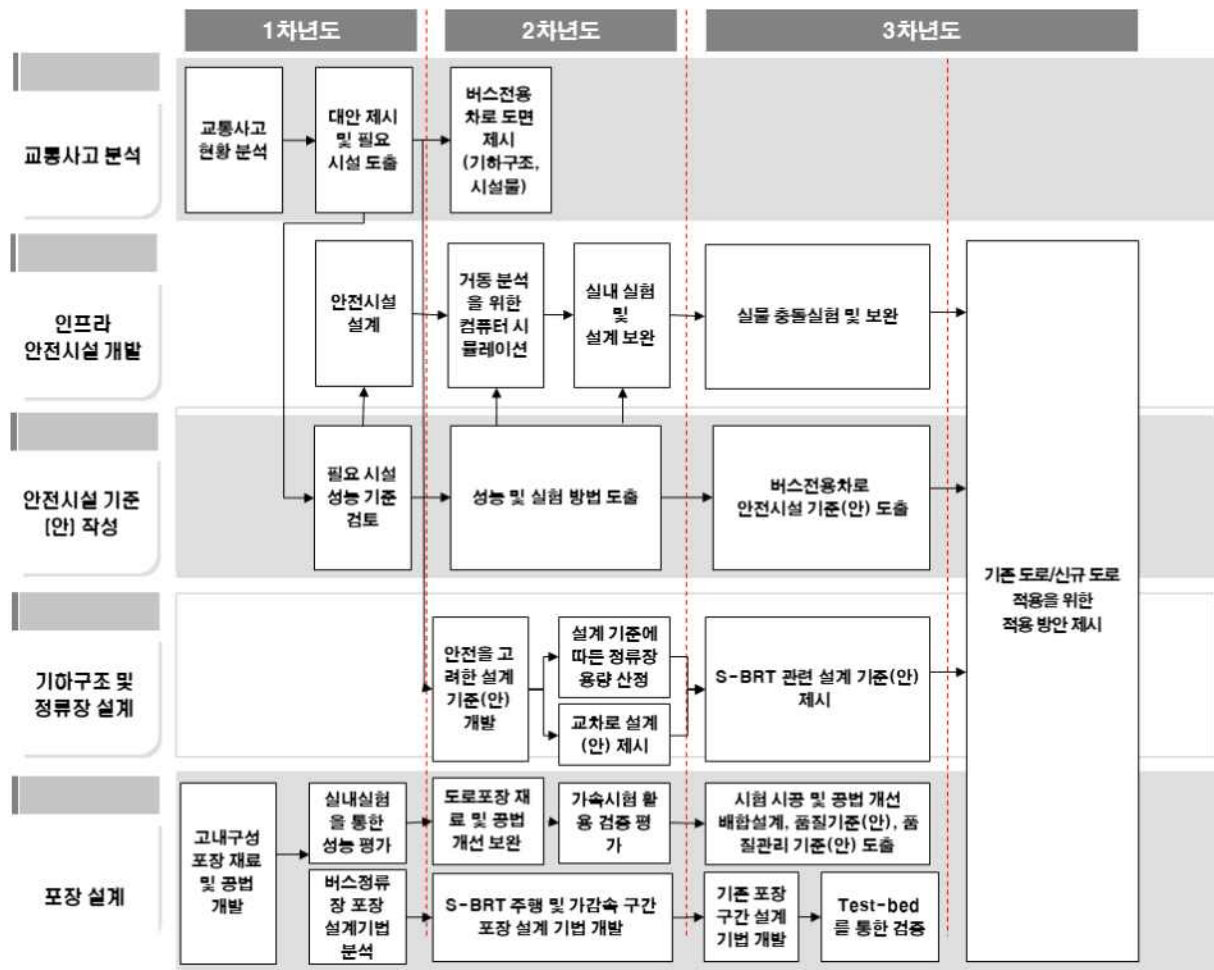 1차년도
2차년도
3차년도
교통사고 분석
교통사고
현황 분석
대안 제시
및 필요
시설 도출
버스전용
차로 도면
제시
(기하구조,
시설물)
인프라
안전시설 개발
안전시설
설계
거동 분석
을 위한
컴퓨터 시
뮬레이션
실내 실험
및
설계 보완
실물 충돌실험 및 보완
안전시설 기준
(안) 작성
필요 시설
성능 기준
검토
성능 및 실험 방법 도출
버스전용차로
안전시설 기준(안) 도출
기존 도로/신규 도로
적용을 위한
적용 방안 제시
기하구조 및
정류장 설계
안전을 고
려한 설계
기준(안)
개발
설계 기준에
따른 정류장
용량 산정
교차로 설계
(안) 제시
S-BRT 관련 설계 기준(안)
제시
포장 설계
고내구성
포장 재료
및 공법
개발
실내실험
을 통한
성능 평가
도로포장 재
료 및 공법
개선 보완
가속시험 활
용 검증 평
가
시험 시공 및 공법 개선
배합설계, 품질기준(안), 품
질관리 기준(안) 도출
버스정류
장 포장
설계기법
분석
S-BRT 주행 및 가감속 구간
포장 설계 기법 개발
기존 포장
구간 설계
기법 개발
Test-bed
를 통한 검증